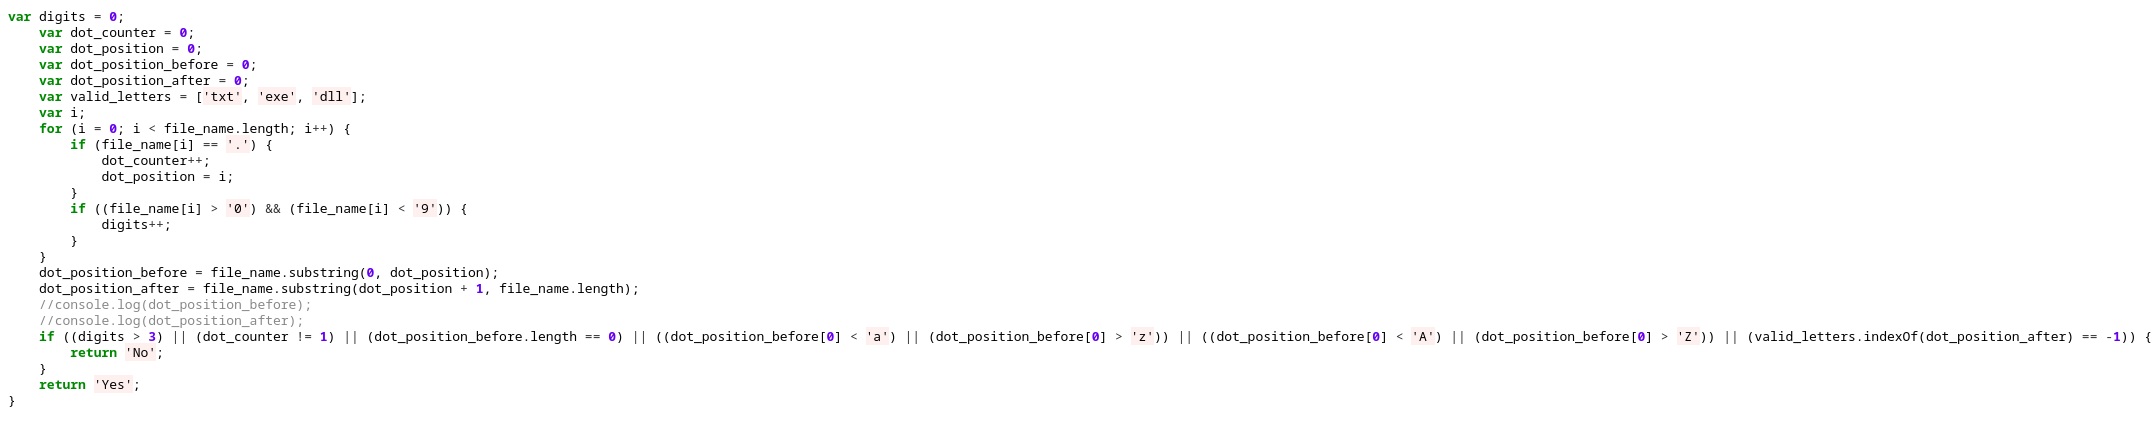 var digits = 0;
    var dot_counter = 0;
    var dot_position = 0;
    var dot_position_before = 0;
    var dot_position_after = 0;
    var valid_letters = ['txt', 'exe', 'dll'];
    var i;
    for (i = 0; i < file_name.length; i++) {
        if (file_name[i] == '.') {
            dot_counter++;
            dot_position = i;
        }
        if ((file_name[i] > '0') && (file_name[i] < '9')) {
            digits++;
        }
    }
    dot_position_before = file_name.substring(0, dot_position);
    dot_position_after = file_name.substring(dot_position + 1, file_name.length);
    //console.log(dot_position_before);
    //console.log(dot_position_after);
    if ((digits > 3) || (dot_counter != 1) || (dot_position_before.length == 0) || ((dot_position_before[0] < 'a') || (dot_position_before[0] > 'z')) || ((dot_position_before[0] < 'A') || (dot_position_before[0] > 'Z')) || (valid_letters.indexOf(dot_position_after) == -1)) {
        return 'No';
    }
    return 'Yes';
}